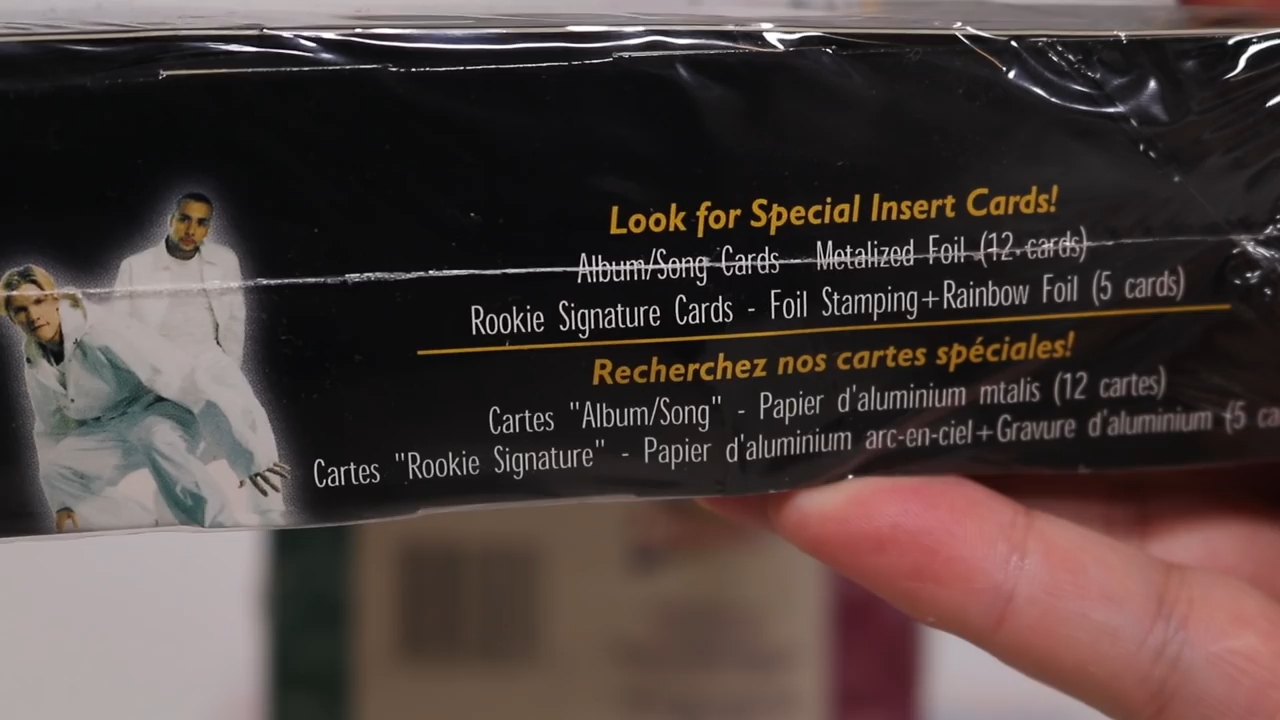 Look for Special Insert Cards!
Album/Song Cards - Metalized Foil (12 cards)
Rookie Signature Cards - Foil Stamping+Rainbow Foil (5 cards)
Recherchez nos cartes spéciales!
Cartes "Album/Song" - Papier d'aluminium mtalis (12 cartes)
Cartes "Rookie Signature" - Papier d'aluminium arc-en-ciel+Gravure d'aluminium (5